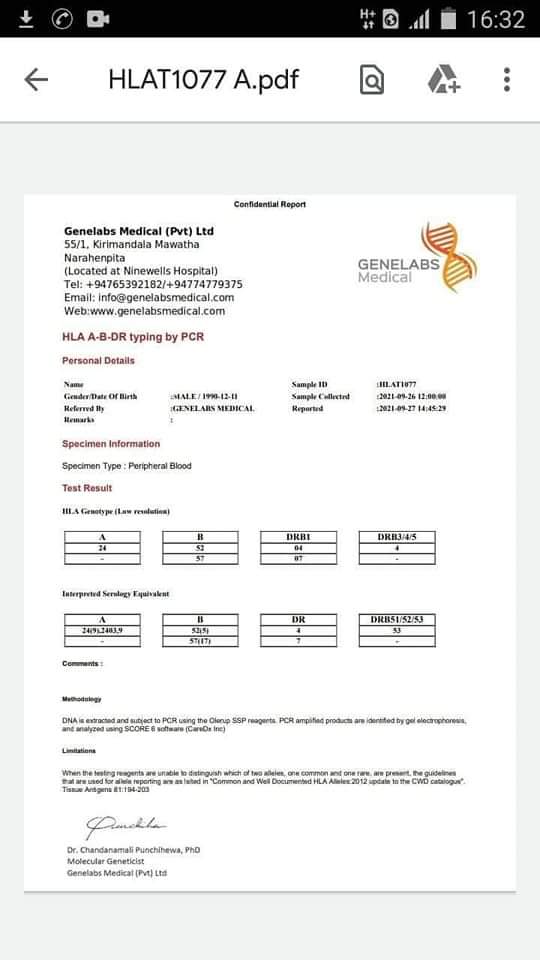 16:32
HLAT1077 A.pdf
Confidential Report
Genelabs Medical (Pvt) Ltd
55/1, Kirimandala Mawatha
Narahenpita
(Located at Ninewells Hospital)
Tel: +94765392182/+94774779375
Email: info@genelabsmedical.com
Web:www.genelabsmedical.com
GENELABS
Medical
HLA A-B-DR typing by PCR
Personal Details
Name Sample ID :HLAT1077
Gender/Date Of Birth :MALE / 1990-12-11 Sample Collected :2021-09-26 12:00:00
Referred By :GENELABS MEDICAL Reported :2021-09-27 14:45:29
Remarks :
Specimen Information
Specimen Type : Peripheral Blood
Test Result
HLA Genotype (Low resolution)
A B DRB1 DRB3/4/5
24 52 04 4
- 57 07 -
Interpreted Serology Equivalent
A B DR DRB51/52/53
24(9),2403,9 52(5) 4 53
- 57(17) 7 -
Comments :
Methodology
DNA is extracted and subject to PCR using the Olerup SSP reagents. PCR amplified products are identified by gel electrophoresis,
and analyzed using SCORE 6 software (CareDx Inc)
Limitations
When the testing reagents are unable to distinguish which of two alleles, one common and one rare, are present, the guidelines
that are used for allele reporting are as listed in "Common and Well Documented HLA Alleles:2012 update to the CWD catalogue".
Tissue Antigens 81:194-203
Dr. Chandanamali Punchihewa, PhD
Molecular Geneticist
Genelabs Medical (Pvt) Ltd